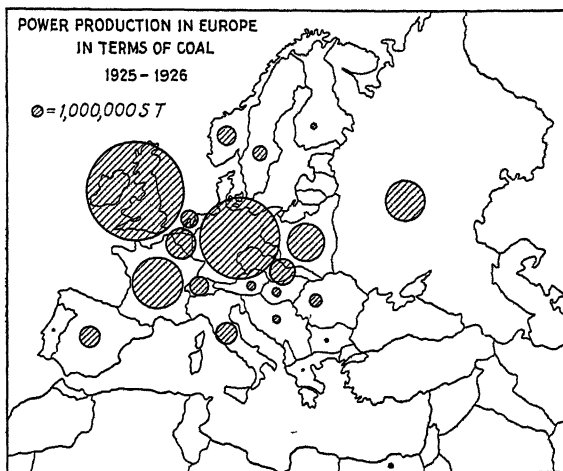 POWER PRODUCTION IN EUROPE
IN TERMS OF COAL
1925-1926
=1,000,000 S T